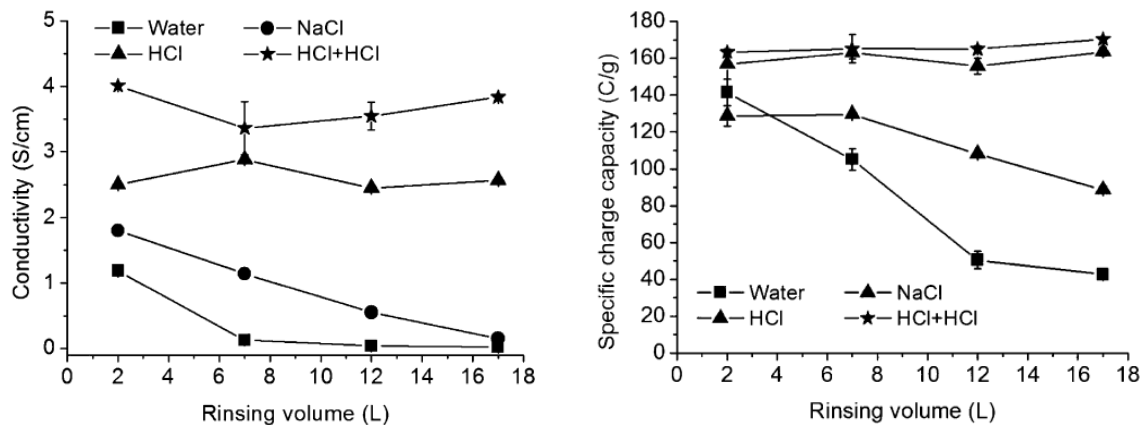 5
4
3
2
1
0
Conductivity (S/cm)
Water
NaCl
HCl
HCl+HCl
0 2 4 6 8 10 12 14 16 18
Rinsing volume (L)
180
160
140
120
100
80
60
40
20
0
Specific charge capacity (C/g)
Water
NaCl
HCl
HCl+HCl
0 2 4 6 8 10 12 14 16 18
Rinsing volume (L)